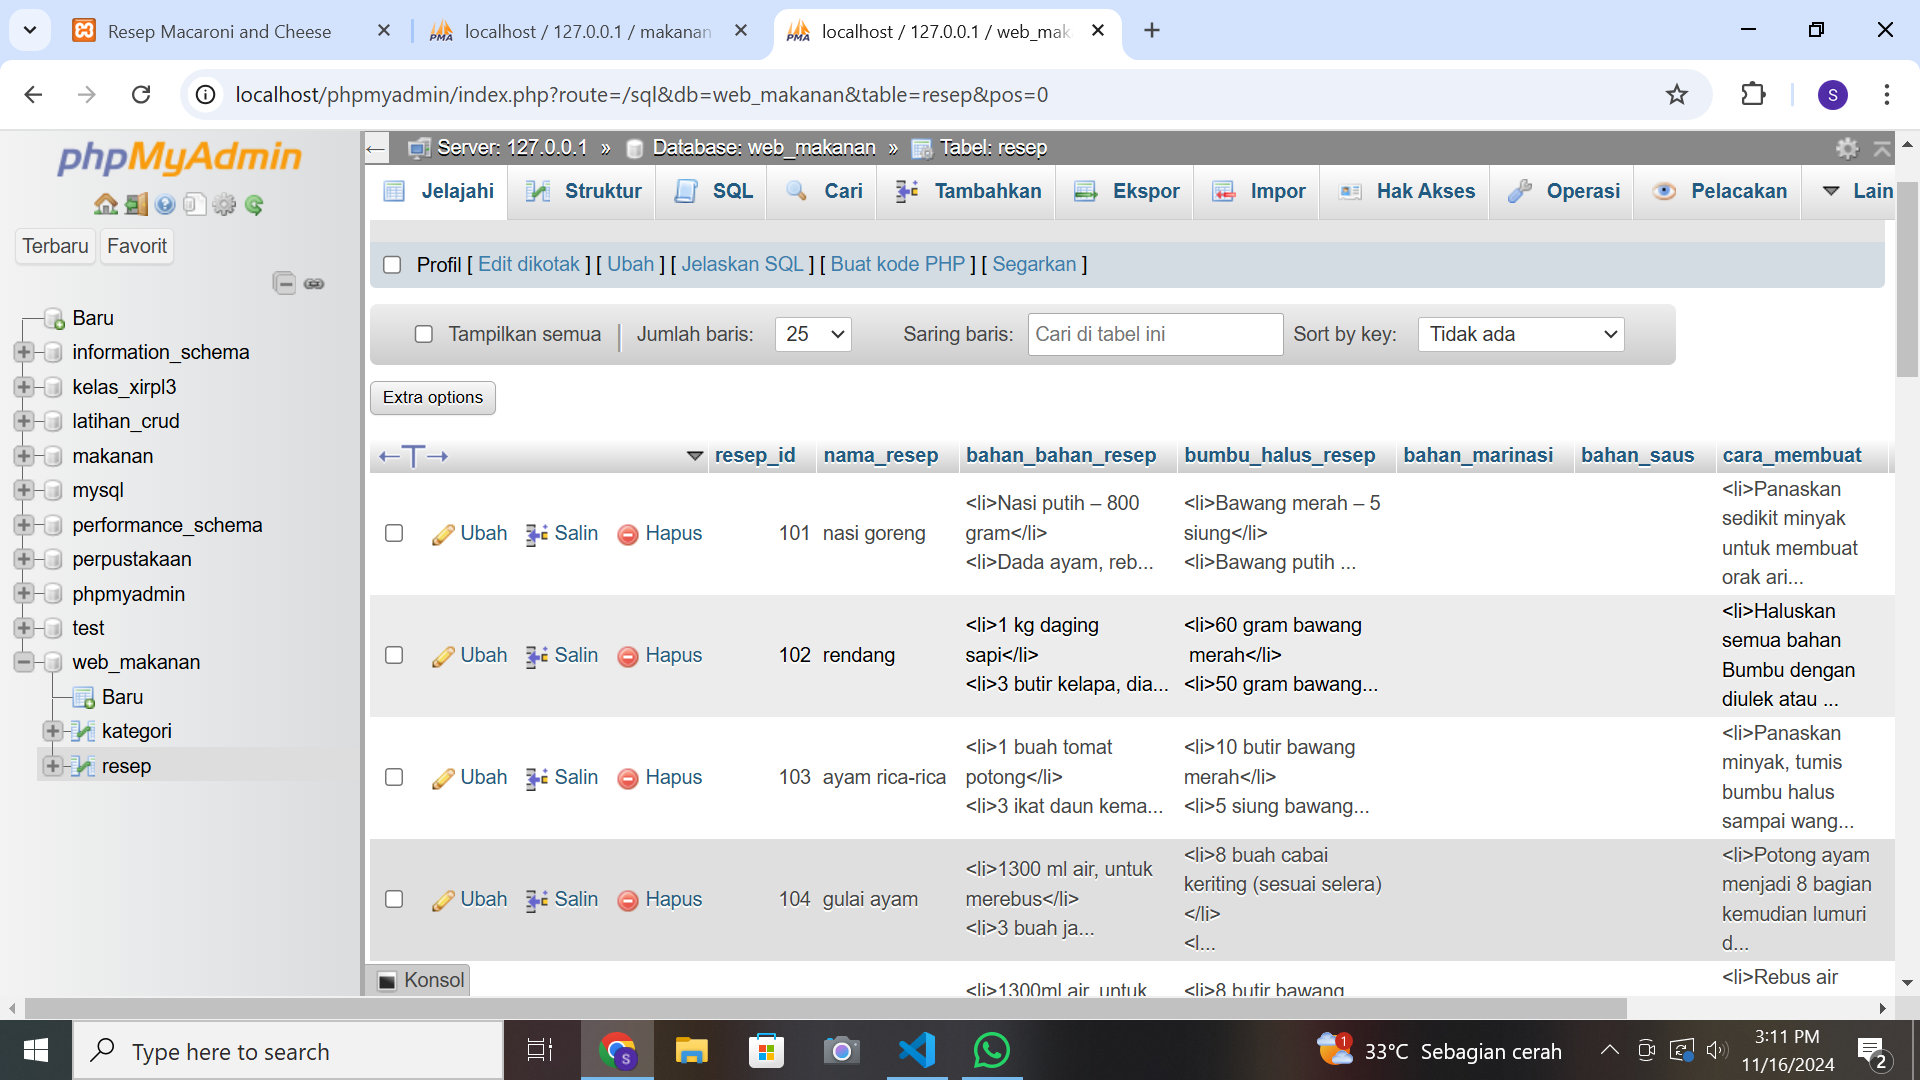 Resep Macaroni and Cheese
localhost / 127.0.0.1 / makanan
localhost / 127.0.0.1 / web_mak
localhost/phpmyadmin/index.php?route=/sql&db=web_makanan&table=resep&pos=0
S
phpMyAdmin
Terbaru Favorit
Baru
information_schema
kelas_xirpl3
latihan_crud
makanan
mysql
performance_schema
perpustakaan
phpmyadmin
test
web_makanan
Baru
kategori
resep
Server: 127.0.0.1 » Database: web_makanan » Tabel: resep
Jelajahi Struktur SQL Cari Tambahkan Ekspor Impor Hak Akses Operasi Pelacakan Lain
Profil [ Edit dikotak ] [ Ubah ] [ Jelaskan SQL ] [ Buat kode PHP ] [ Segarkan ]
Tampilkan semua | Jumlah baris: 25 Saring baris: Cari di tabel ini Sort by key: Tidak ada
Extra options
←T→ resep_id nama_resep bahan_bahan_resep bumbu_halus_resep bahan_marinasi bahan_saus cara_membuat
Ubah Salin Hapus 101 nasi goreng
<li>Nasi putih – 800
gram</li>
<li>Dada ayam, reb...
<li>Bawang merah – 5
siung</li>
<li>Bawang putih ...
<li>Panaskan
sedikit minyak
untuk membuat
orak ari...
Ubah Salin Hapus 102 rendang
<li>1 kg daging
sapi</li>
<li>3 butir kelapa, dia...
<li>60 gram bawang
merah</li>
<li>50 gram bawang...
<li>Haluskan
semua bahan
Bumbu dengan
diulek atau ...
Ubah Salin Hapus 103 ayam rica-rica
<li>1 buah tomat
potong</li>
<li>3 ikat daun kema...
<li>10 butir bawang
merah</li>
<li>5 siung bawang...
<li>Panaskan
minyak, tumis
bumbu halus
sampai wang...
Ubah Salin Hapus 104 gulai ayam
<li>1300 ml air, untuk
merebus</li>
<li>3 buah ja...
<li>8 buah cabai
keriting (sesuai selera)
</li>
<l...
<li>Potong ayam
menjadi 8 bagian
kemudian lumuri
d...
<li>1300ml air, untuk
<li>8 butir bawang
<li>Rebus air
Konsol
Type here to search
S
1
33°C Sebagian cerah
3:11 PM
11/16/2024
2